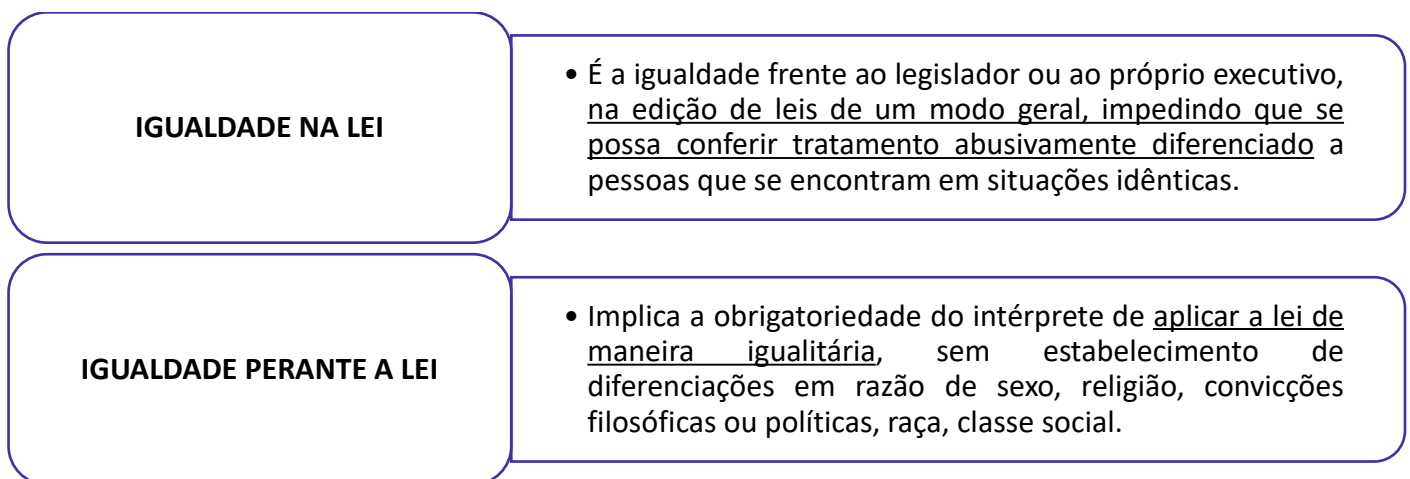 IGUALDADE NA LEI
• É a igualdade frente ao legislador ou ao próprio executivo,
na edição de leis de um modo geral, impedindo que se
possa conferir tratamento abusivamente diferenciado a
pessoas que se encontram em situações idênticas.
IGUALDADE PERANTE A LEI
• Implica a obrigatoriedade do intérprete de aplicar a lei de
maneira igualitária, sem estabelecimento de
diferenciações em razão de sexo, religião, convicções
filosóficas ou políticas, raça, classe social.